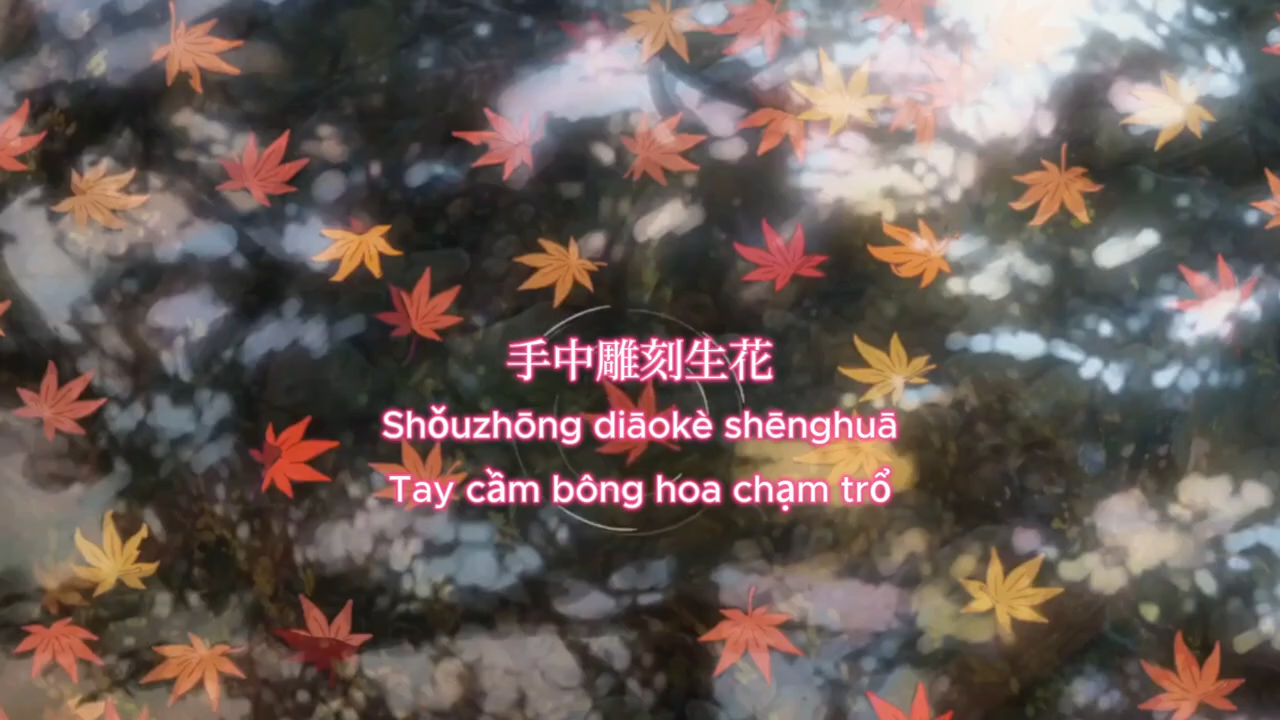 手中雕刻生花
Shǒuzhōng diāokè shēnghuā
Tay cầm bông hoa chạm trổ